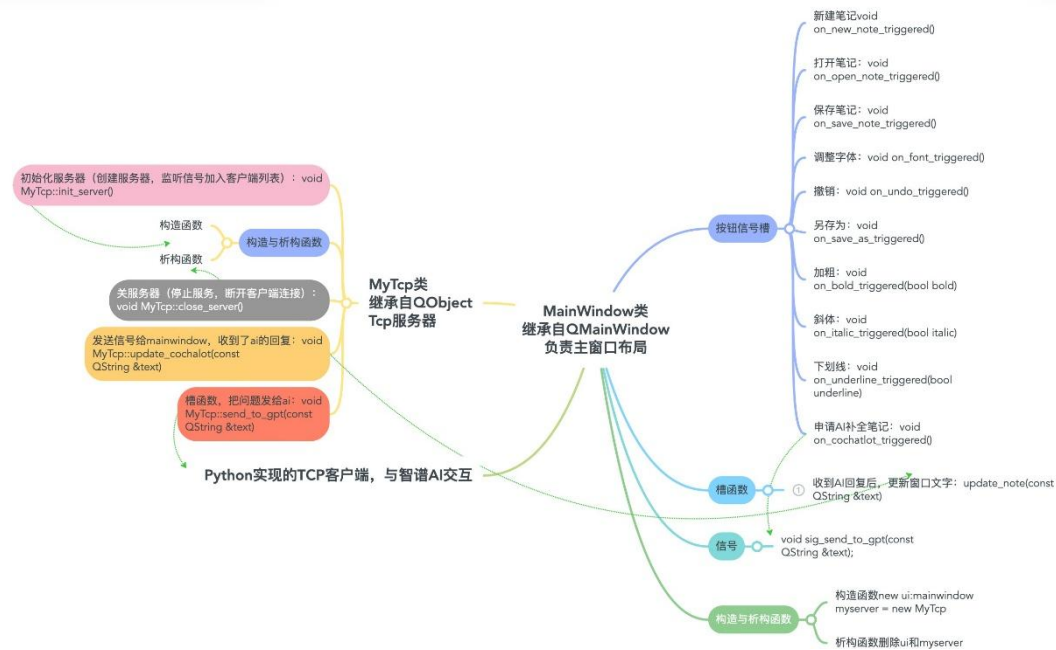 新建笔记void
on_new_note_triggered()
打开笔记：void
on_open_note_triggered()
保存笔记：void
on_save_note_triggered()
调整字体：void on_font_triggered()
撤销：void on_undo_triggered()
另存为：void
on_save_as_triggered()
加粗：void
on_bold_triggered(bool bold)
斜体：void
on_italic_triggered(bool italic)
下划线：void
on_underline_triggered(bool
underline)
申请AI补全笔记：void
on_cochatlot_triggered()
按钮信号槽
初始化服务器（创建服务器，监听信号加入客户端列表）：void
MyTcp::init_server()
构造函数
析构函数
构造与析构函数
关服务器（停止服务，断开客户端连接）：
void MyTcp::close_server()
发送信号给mainwindow，收到了ai的回复：void
MyTcp::update_cochalot(const
QString &text)
槽函数，把问题发给ai：void
MyTcp::send_to_gpt(const
QString &text)
MyTcp类
继承自QObject
Tcp服务器
MainWindow类
继承自QMainWindow
负责主窗口布局
Python实现的TCP客户端，与智谱AI交互
槽函数
1
收到AI回复后，更新窗口文字：update_note(const
QString &text)
信号
void sig_send_to_gpt(const
QString &text);
构造与析构函数
构造函数new ui:mainwindow
myserver = new MyTcp
析构函数删除ui和myserver